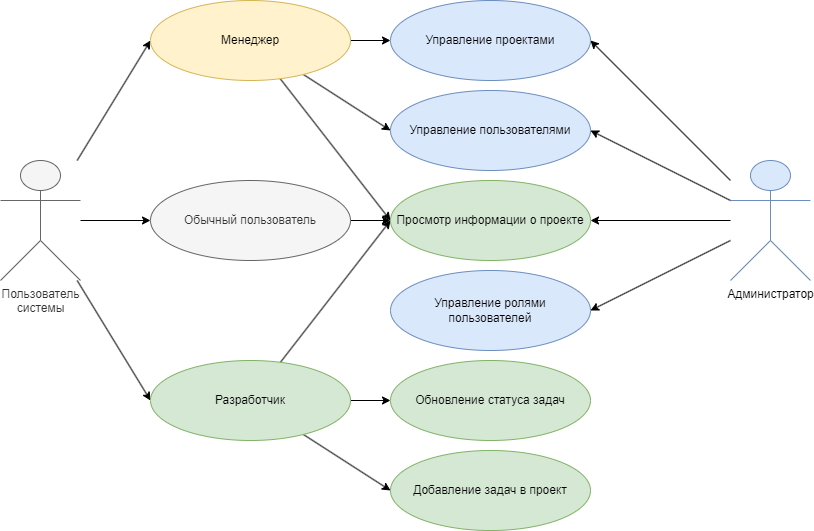 Менеджер
Управление проектами
Управление пользователями
Обычный пользователь
Просмотр информации о проекте
Пользователь
системы
Управление ролями
пользователей
Администратор
Разработчик
Обновление статуса задач
Добавление задач в проект